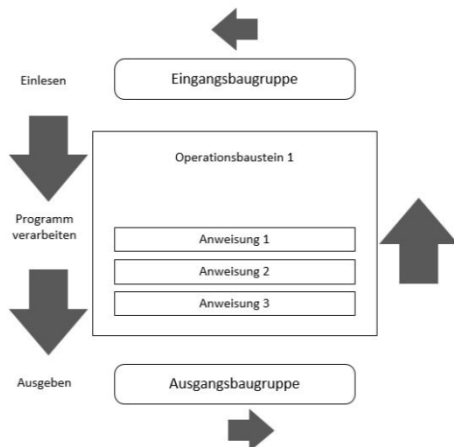 Einlesen
Eingangsbaugruppe
Operationsbaustein 1
Programm
verarbeiten
Anweisung 1
Anweisung 2
Anweisung 3
Ausgeben
Ausgangsbaugruppe